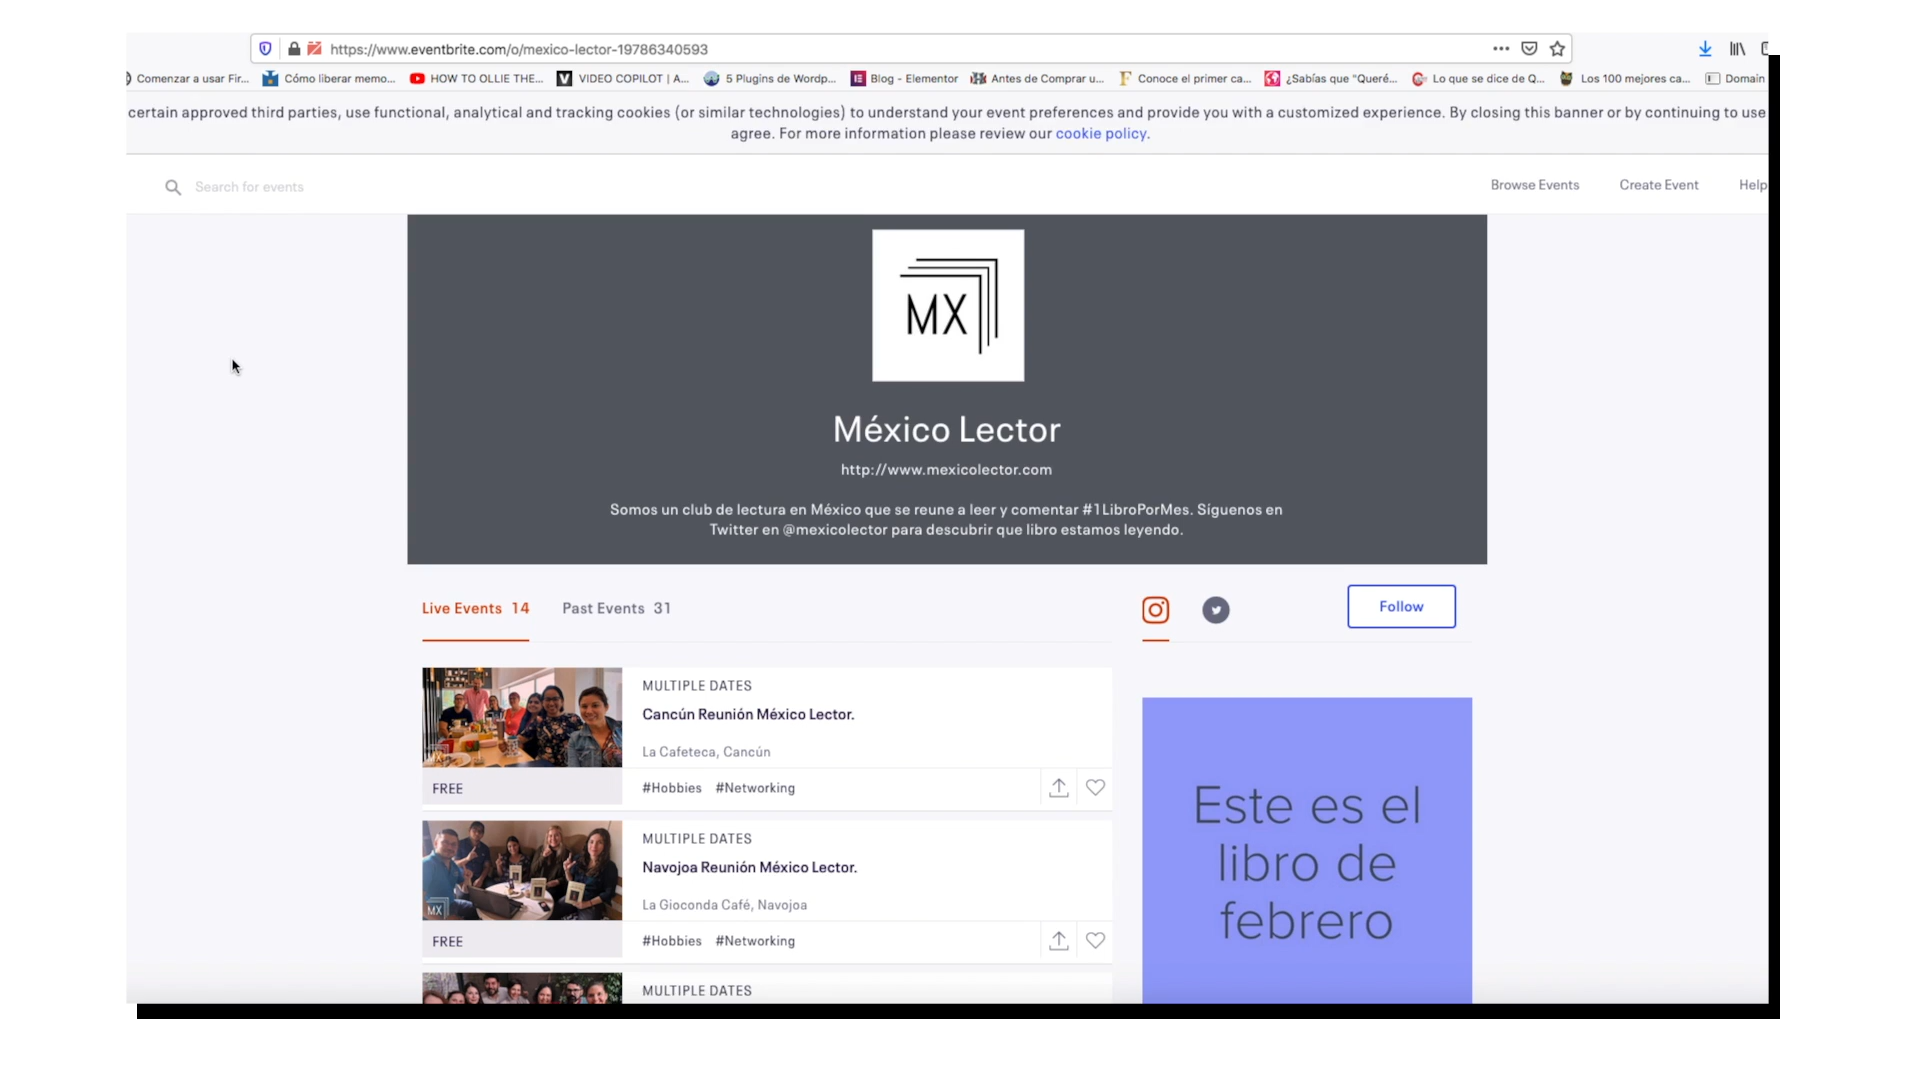 https://www.eventbrite.com/o/mexico-lector-19786340593
Comenzar a usar Fir... Cómo liberar memo... HOW TO OLLIE THE... VIDEO COPILOT | A... 5 Plugins de Wordp... Blog - Elementor Antes de Comprar u... Conoce el primer ca... ¿Sabías que "Queré... Lo que se dice de Q... Los 100 mejores ca... Domain
certain approved third parties, use functional, analytical and tracking cookies (or similar technologies) to understand your event preferences and provide you with a customized experience. By closing this banner or by continuing to use
agree. For more information please review our cookie policy.
Search for events
Browse Events Create Event Help
MX
México Lector
http://www.mexicolector.com
Somos un club de lectura en México que se reune a leer y comentar #1LibroPorMes. Síguenos en
Twitter en @mexicolector para descubrir que libro estamos leyendo.
Live Events 14 Past Events 31
Follow
MULTIPLE DATES
Cancún Reunión México Lector.
La Cafeteca, Cancún
FREE
#Hobbies #Networking
MULTIPLE DATES
Navojoa Reunión México Lector.
La Gioconda Café, Navojoa
MX
FREE
#Hobbies #Networking
MULTIPLE DATES
Este es el
libro de
febrero